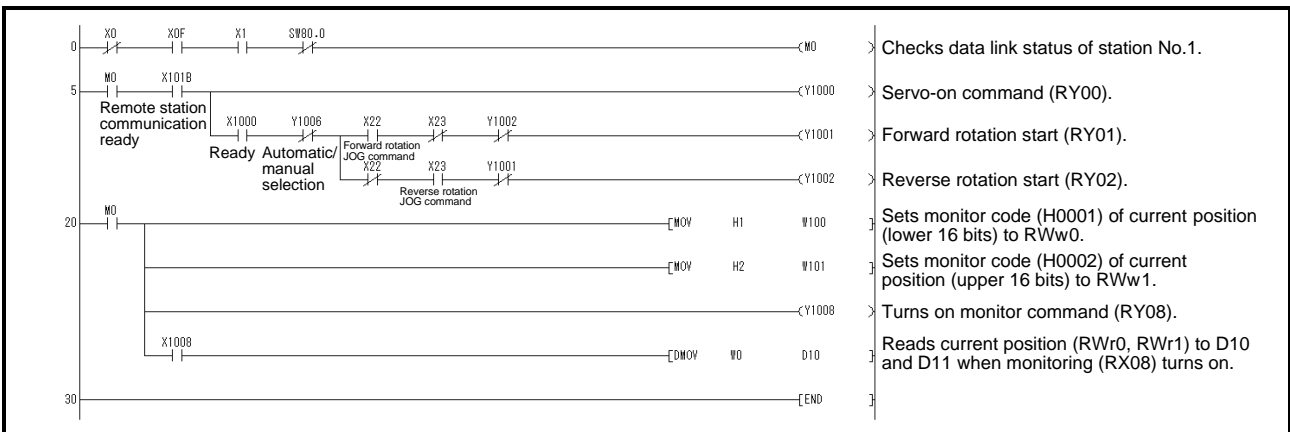 X0 X0F X1 SW80.0
0 (M0 ) Checks data link status of station No.1.
M0 X101B
5 (Y1000 ) Servo-on command (RY00).
Remote station
communication
ready
X1000 Y1006 X22 X23 Y1002
(Y1001 ) Forward rotation start (RY01).
Ready Automatic/
manual
selection
Forward rotation
JOG command
X22 X23 Y1001
(Y1002 ) Reverse rotation start (RY02).
Reverse rotation
JOG command
M0
20 [MOV H1 W100 ] Sets monitor code (H0001) of current position
(lower 16 bits) to RWw0.
[MOV H2 W101 ] Sets monitor code (H0002) of current
position (upper 16 bits) to RWw1.
(Y1008 ) Turns on monitor command (RY08).
X1008
[DMOV W0 D10 ] Reads current position (RWr0, RWr1) to D10
and D11 when monitoring (RX08) turns on.
30 [END ]